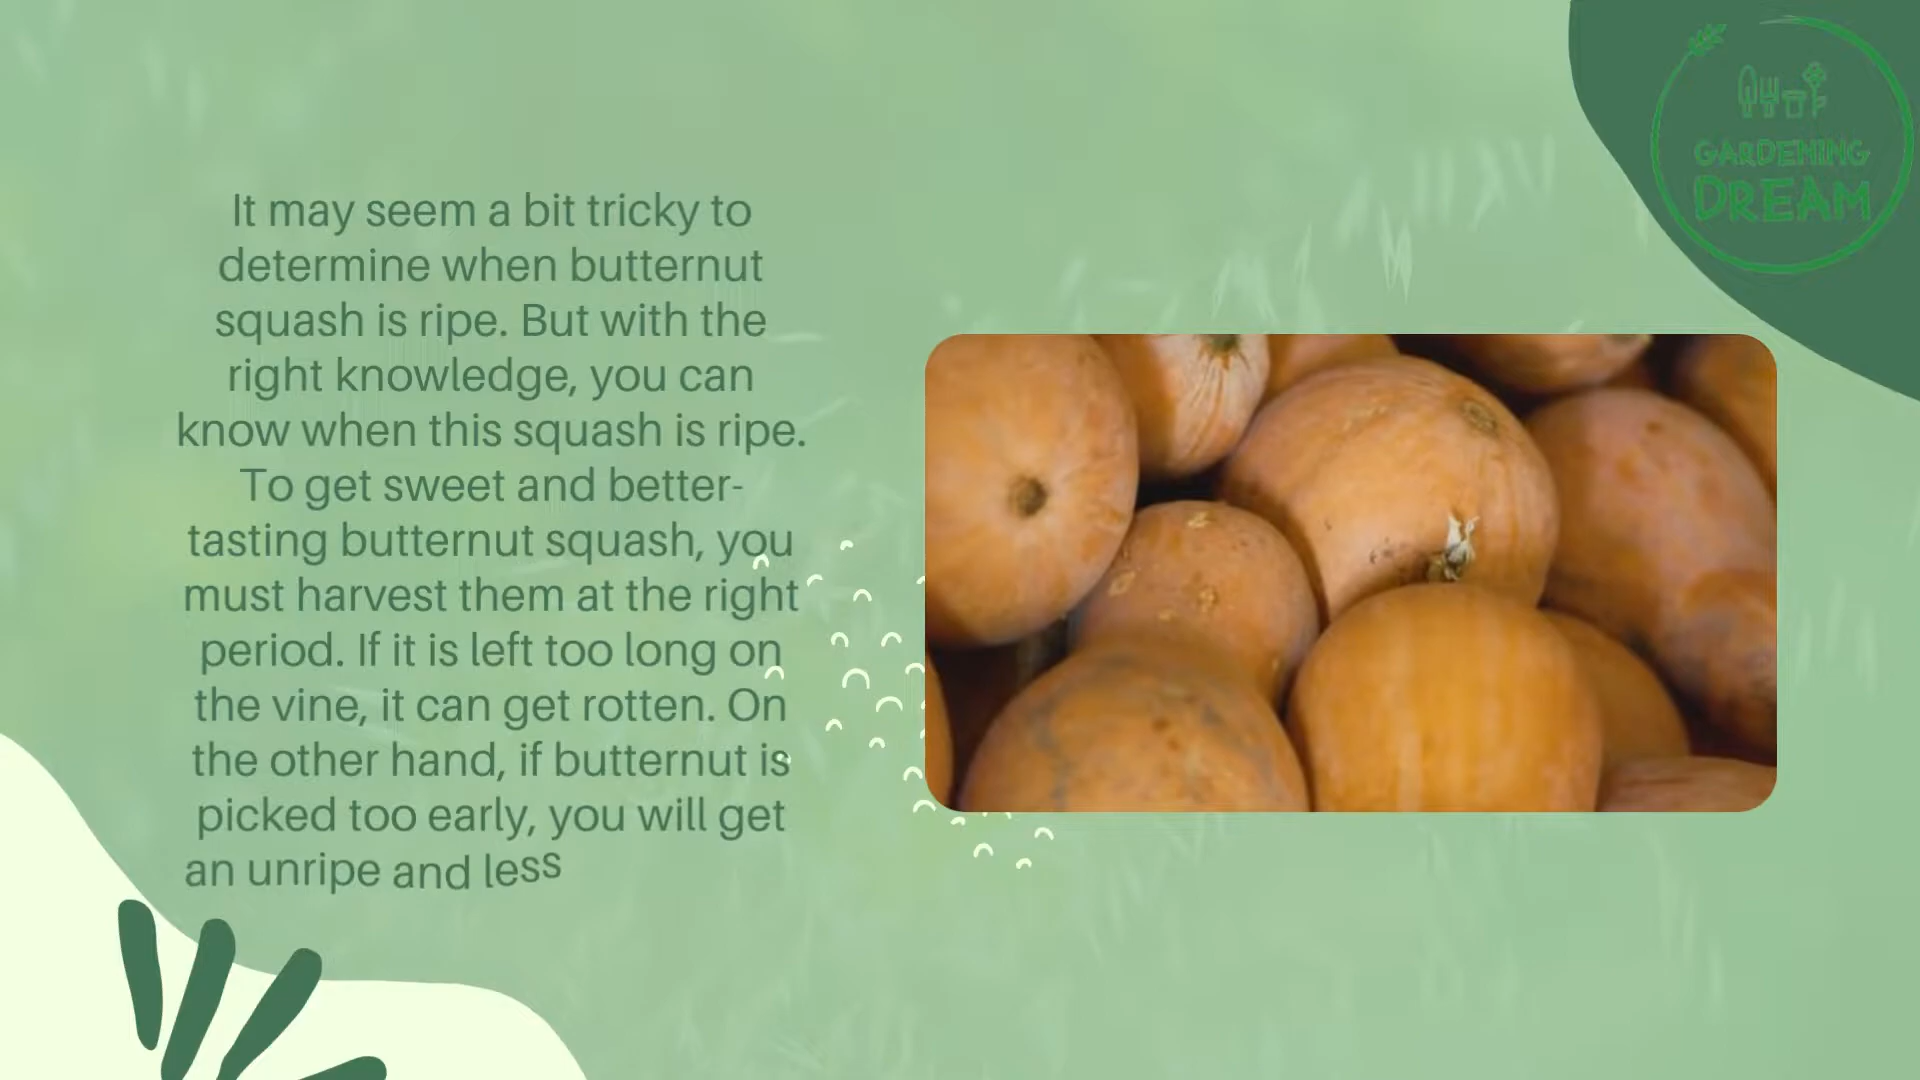 It may seem a bit tricky to
determine when butternut
squash is ripe. But with the
right knowledge, you can
know when this squash is ripe.
To get sweet and better-
tasting butternut squash, you
must harvest them at the right
period. If it is left too long on
the vine, it can get rotten. On
the other hand, if butternut is
picked too early, you will get
an unripe and less
GARDENING
DREAM